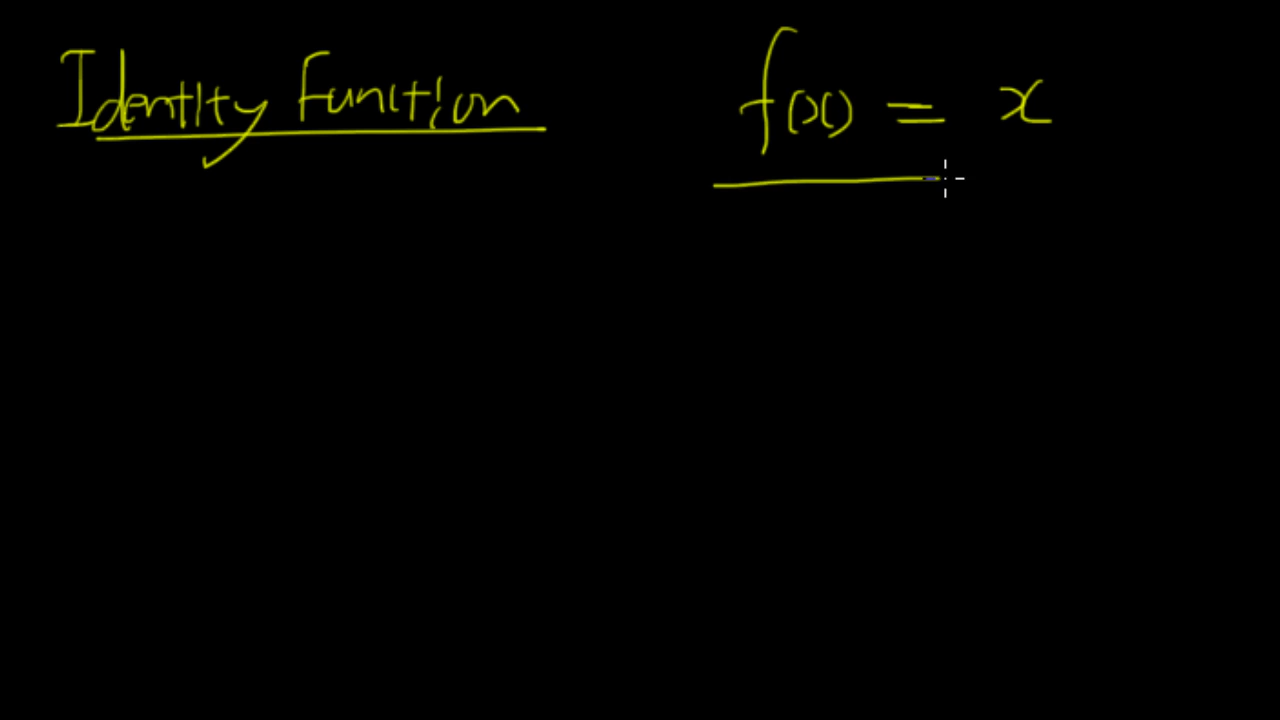 Identity Function
f(x) = x